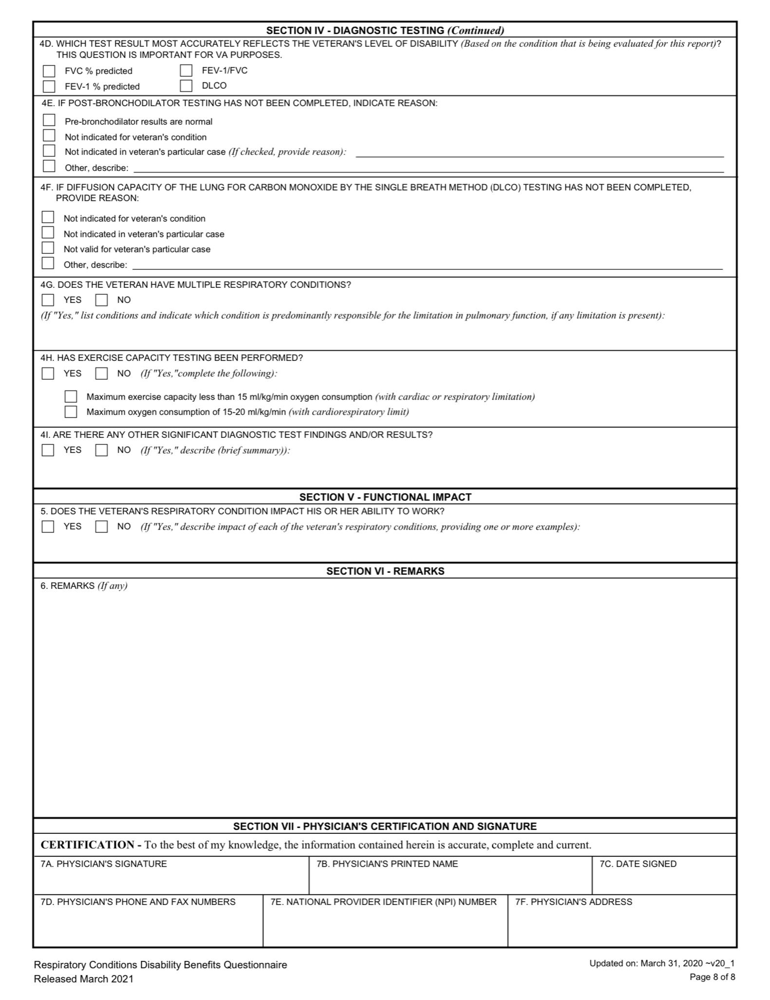 SECTION IV - DIAGNOSTIC TESTING (Continued)
4D. WHICH TEST RESULT MOST ACCURATELY REFLECTS THE VETERAN'S LEVEL OF DISABILITY (Based on the condition that is being evaluated for this report)?
THIS QUESTION IS IMPORTANT FOR VA PURPOSES.
FVC % predicted FEV-1/FVC
FEV-1 % predicted DLCO
4E. IF POST-BRONCHODILATOR TESTING HAS NOT BEEN COMPLETED, INDICATE REASON:
Pre-bronchodilator results are normal
Not indicated for veteran's condition
Not indicated in veteran's particular case (If checked, provide reason):
Other, describe:
4F. IF DIFFUSION CAPACITY OF THE LUNG FOR CARBON MONOXIDE BY THE SINGLE BREATH METHOD (DLCO) TESTING HAS NOT BEEN COMPLETED,
PROVIDE REASON:
Not indicated for veteran's condition
Not indicated in veteran's particular case
Not valid for veteran's particular case
Other, describe:
4G. DOES THE VETERAN HAVE MULTIPLE RESPIRATORY CONDITIONS?
YES NO
(If "Yes," list conditions and indicate which condition is predominantly responsible for the limitation in pulmonary function, if any limitation is present):
4H. HAS EXERCISE CAPACITY TESTING BEEN PERFORMED?
YES NO (If "Yes,"complete the following):
Maximum exercise capacity less than 15 ml/kg/min oxygen consumption (with cardiac or respiratory limitation)
Maximum oxygen consumption of 15-20 ml/kg/min (with cardiorespiratory limit)
4I. ARE THERE ANY OTHER SIGNIFICANT DIAGNOSTIC TEST FINDINGS AND/OR RESULTS?
YES NO (If "Yes," describe (brief summary)):
SECTION V - FUNCTIONAL IMPACT
5. DOES THE VETERAN'S RESPIRATORY CONDITION IMPACT HIS OR HER ABILITY TO WORK?
YES NO (If "Yes," describe impact of each of the veteran's respiratory conditions, providing one or more examples):
SECTION VI - REMARKS
6. REMARKS (If any)
SECTION VII - PHYSICIAN'S CERTIFICATION AND SIGNATURE
CERTIFICATION - To the best of my knowledge, the information contained herein is accurate, complete and current.
7A. PHYSICIAN'S SIGNATURE 7B. PHYSICIAN'S PRINTED NAME 7C. DATE SIGNED
7D. PHYSICIAN'S PHONE AND FAX NUMBERS 7E. NATIONAL PROVIDER IDENTIFIER (NPI) NUMBER 7F. PHYSICIAN'S ADDRESS
Respiratory Conditions Disability Benefits Questionnaire Updated on: March 31, 2020 ~v20_1
Released March 2021 Page 8 of 8